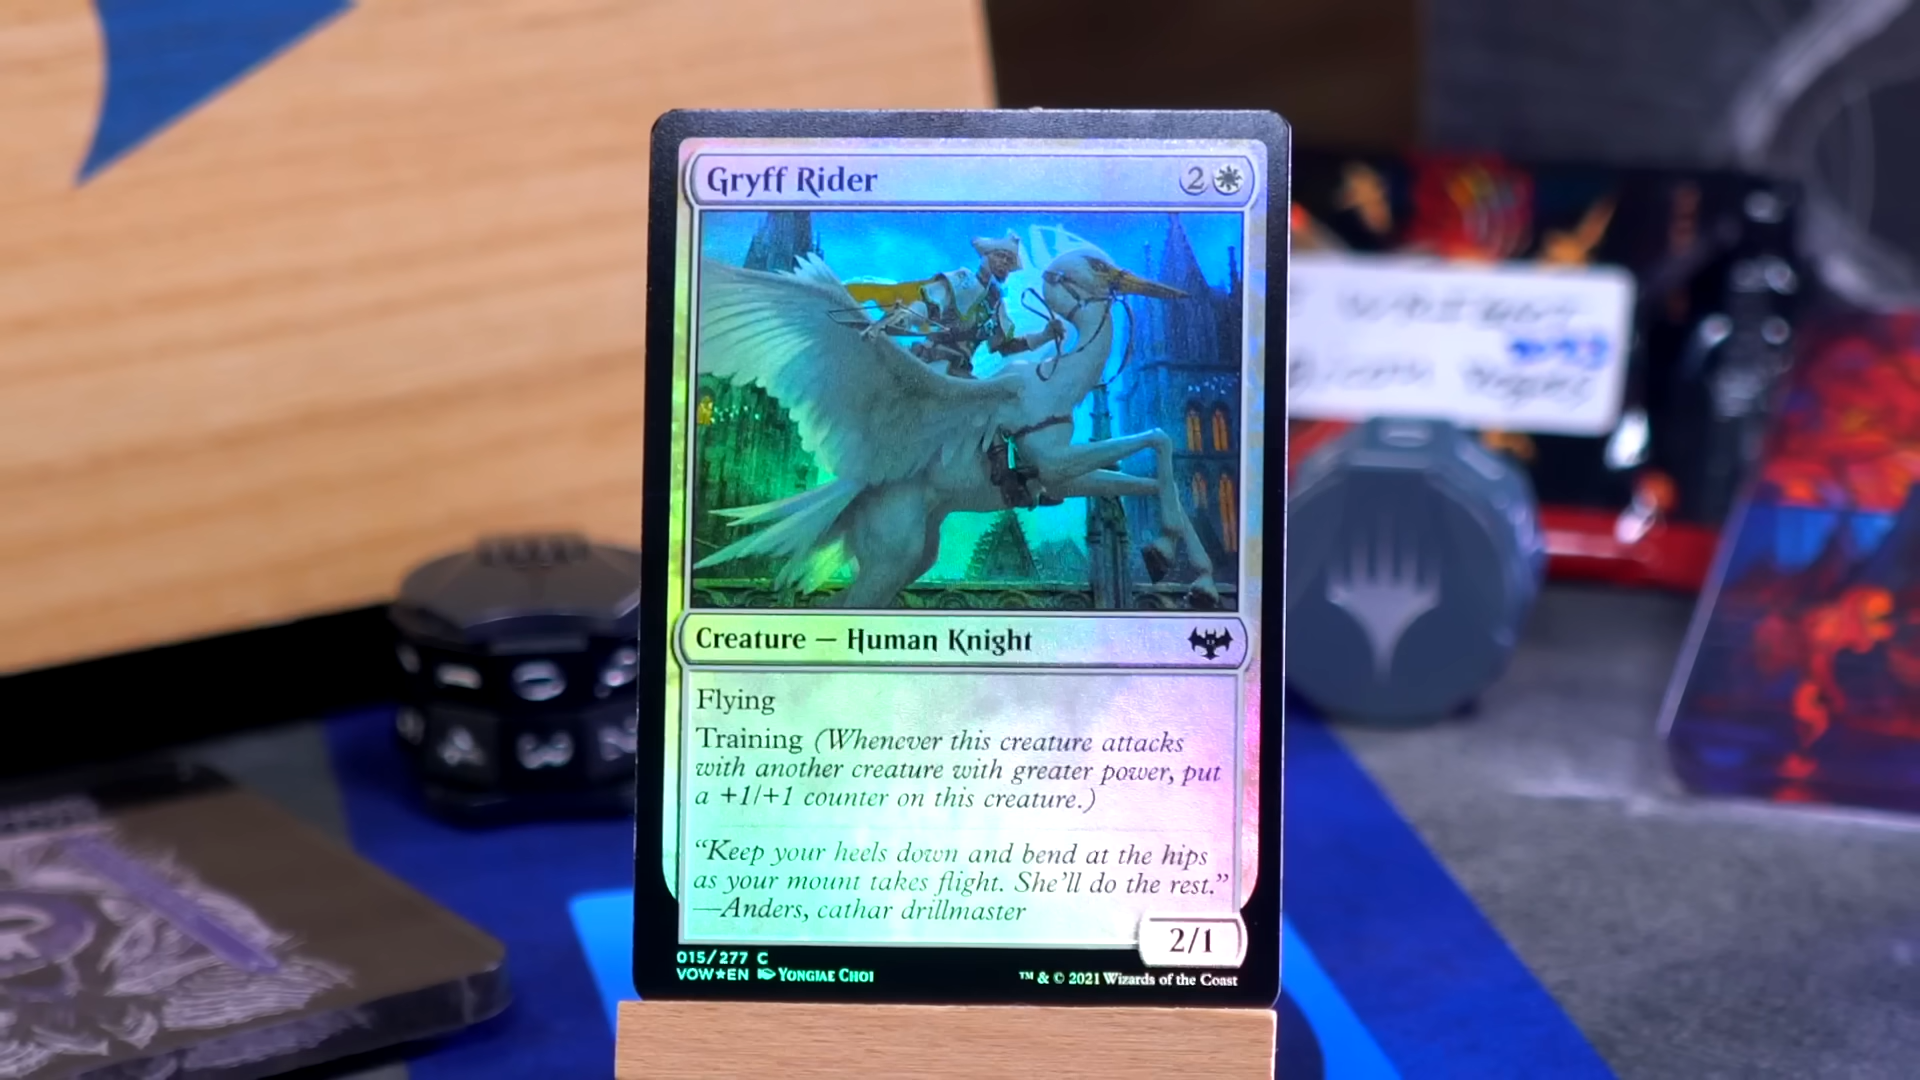 Gryff Rider
2
Creature — Human Knight
Flying
Training (Whenever this creature attacks
with another creature with greater power, put
a +1/+1 counter on this creature.)
“Keep your heels down and bend at the hips
as your mount takes flight. She’ll do the rest.”
—Anders, cathar drillmaster
2/1
015/277 C
VOW★EN Yongjae Choi
™ & © 2021 Wizards of the Coast